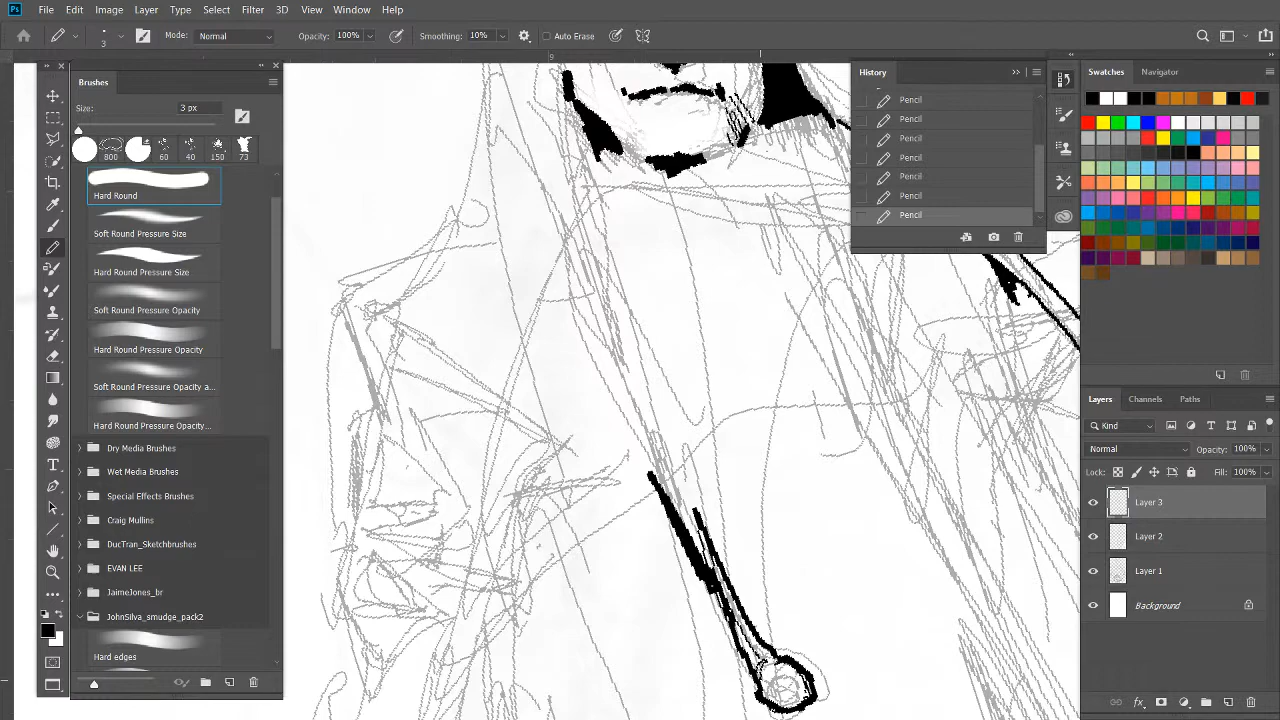 Ps File Edit Image Layer Type Select Filter 3D View Window Help
3 Mode: Normal Opacity: 100% Smoothing: 10% Auto Erase
9
Brushes
Size: 3 px
800 60 40 150 73
Hard Round
Soft Round Pressure Size
Hard Round Pressure Size
Soft Round Pressure Opacity
Hard Round Pressure Opacity
Soft Round Pressure Opacity a...
Hard Round Pressure Opacity...
Dry Media Brushes
Wet Media Brushes
Special Effects Brushes
Craig Mullins
DucTran_Sketchbrushes
EVAN LEE
JaimeJones_br
JohnSilva_smudge_pack2
Hard edges
History
Pencil
Pencil
Pencil
Pencil
Pencil
Pencil
Pencil
Swatches Navigator
Layers Channels Paths
Kind
Normal Opacity: 100%
Lock: Fill: 100%
Layer 3
Layer 2
Layer 1
Background